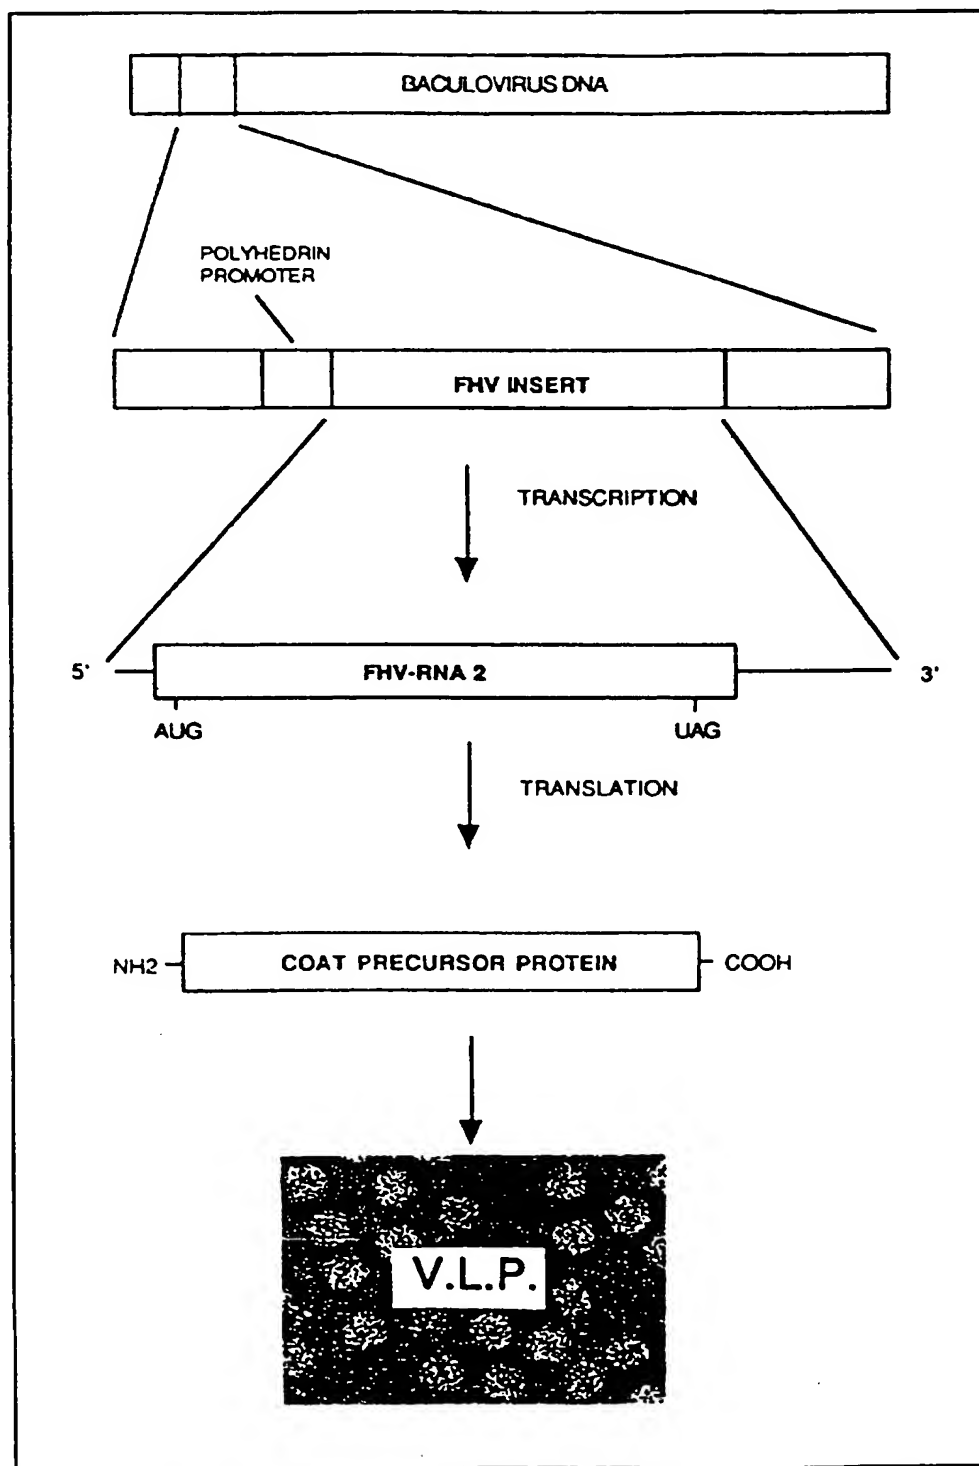 BACULOVIRUS DNA
POLYHEDRIN
PROMOTER
FHV INSERT
TRANSCRIPTION
5'
FHV-RNA 2
3'
AUG
UAG
TRANSLATION
NH2
COAT PRECURSOR PROTEIN
COOH
V.L.P.